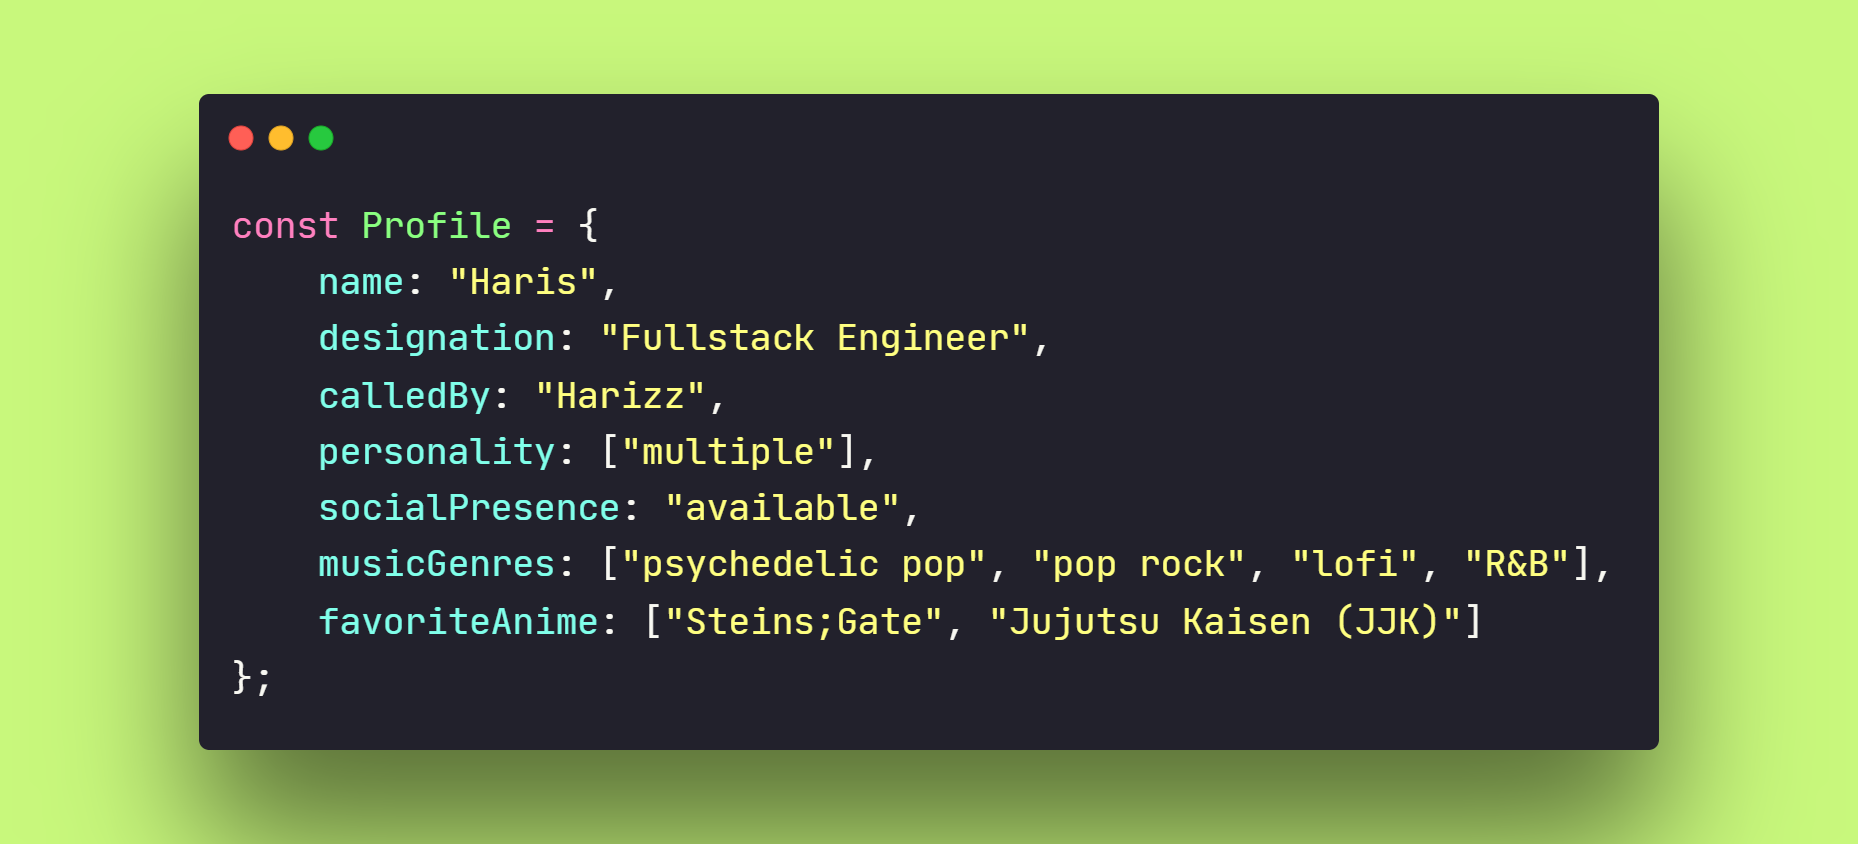 const Profile = {
    name: "Haris",
    designation: "Fullstack Engineer",
    calledBy: "Harizz",
    personality: ["multiple"],
    socialPresence: "available",
    musicGenres: ["psychedelic pop", "pop rock", "lofi", "R&B"],
    favoriteAnime: ["Steins;Gate", "Jujutsu Kaisen (JJK)"]
};